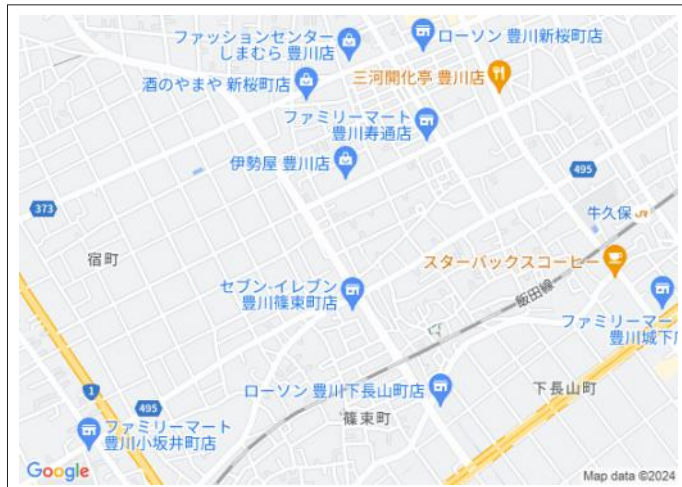 ファッションセンター
しまむら 豊川店
ローソン 豊川新桜町店
酒のやまや 新桜町店
三河開化亭 豊川店
ファミリーマート
豊川寿通店
伊勢屋 豊川店
495
373
牛久保
宿町
スターバックスコーヒー
セブン-イレブン
豊川篠束町店
飯田線
ファミリーマー
豊川城下店
1
ローソン 豊川下長山町店
下長山町
495
篠束町
ファミリーマート
豊川小坂井町店
Google
Map data ©2024